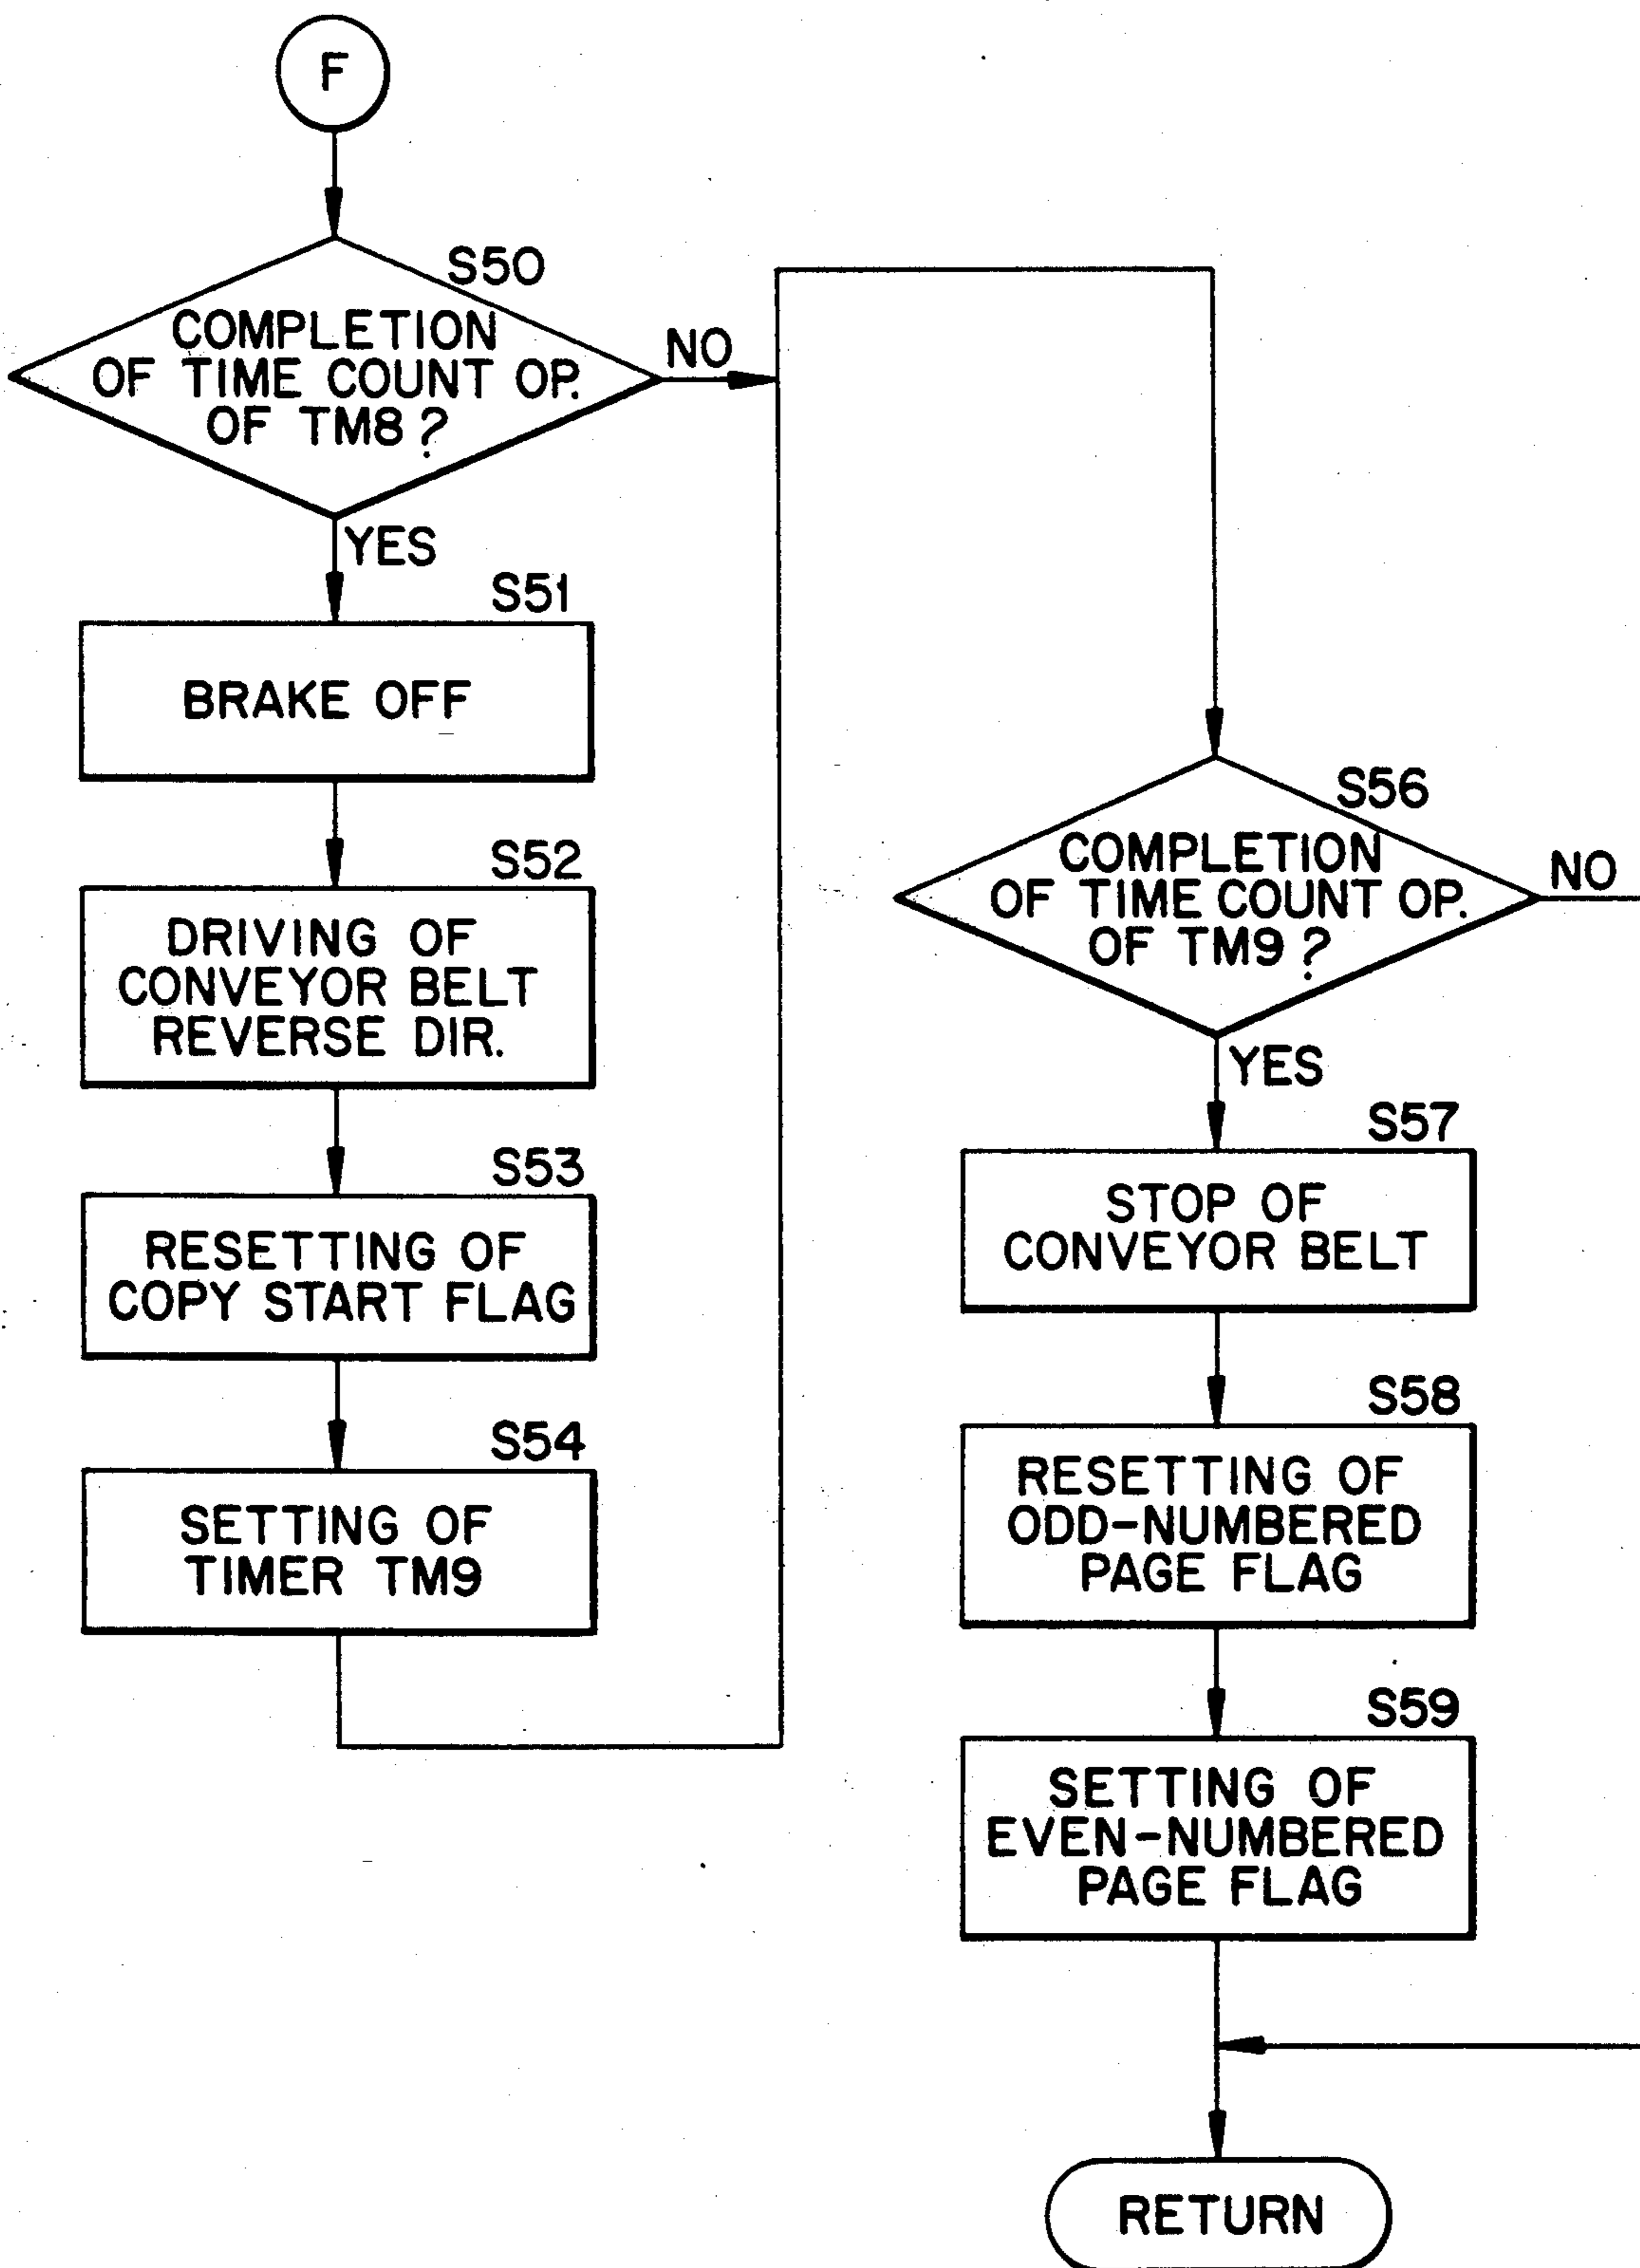 F
S50
COMPLETION
OF TIME COUNT OP.
OF TM8?
NO
YES
S51
BRAKE OFF
S52
DRIVING OF
CONVEYOR BELT
REVERSE DIR.
S53
RESETTING OF
COPY START FLAG
S54
SETTING OF
TIMER TM9
S56
COMPLETION
OF TIME COUNT OP.
OF TM9?
NO
YES
S57
STOP OF
CONVEYOR BELT
S58
RESETTING OF
ODD-NUMBERED
PAGE FLAG
S59
SETTING OF
EVEN-NUMBERED
PAGE FLAG
RETURN